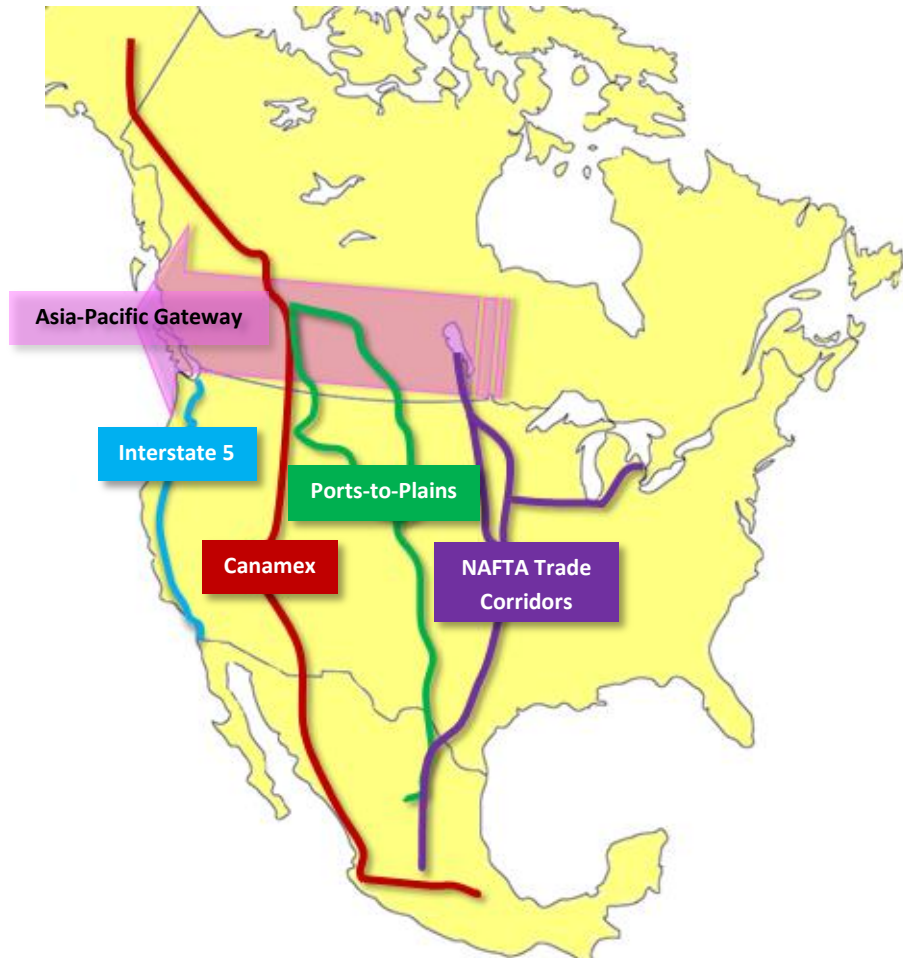 Asia-Pacific Gateway
Interstate 5
Ports-to-Plains
Canamex
NAFTA Trade
Corridors